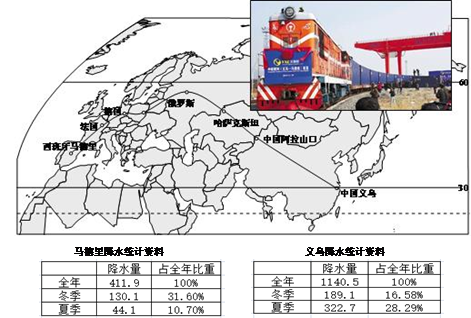 60
俄罗斯
德国
哈萨克斯坦
法国
中国阿拉山口
西班牙马德里
中国义乌
30
马德里降水统计资料
降水量 占全年比重
全年 411.9 100%
冬季 130.1 31.60%
夏季 44.1 10.70%
义乌降水统计资料
降水量 占全年比重
全年 1140.5 100%
冬季 189.1 16.58%
夏季 322.7 28.29%